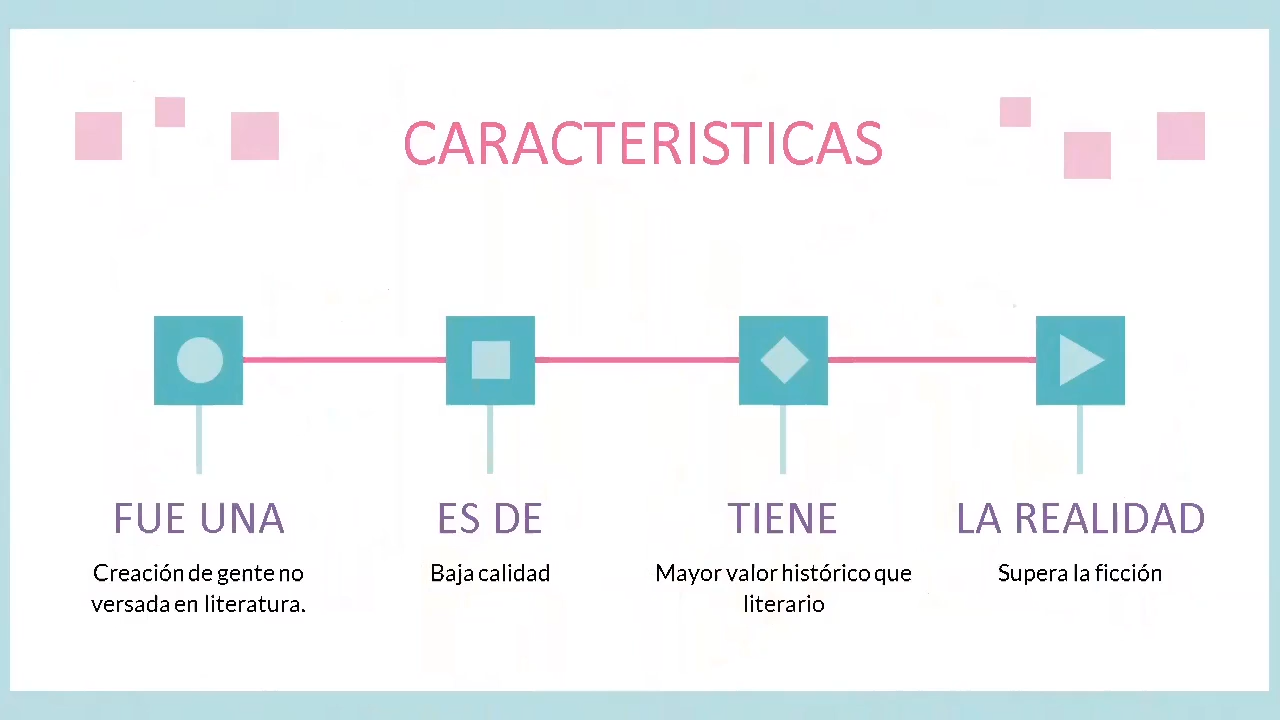 CARACTERISTICAS
FUE UNA
Creación de gente no
versada en literatura.
ES DE
Baja calidad
TIENE
Mayor valor histórico que
literario
LA REALIDAD
Supera la ficción